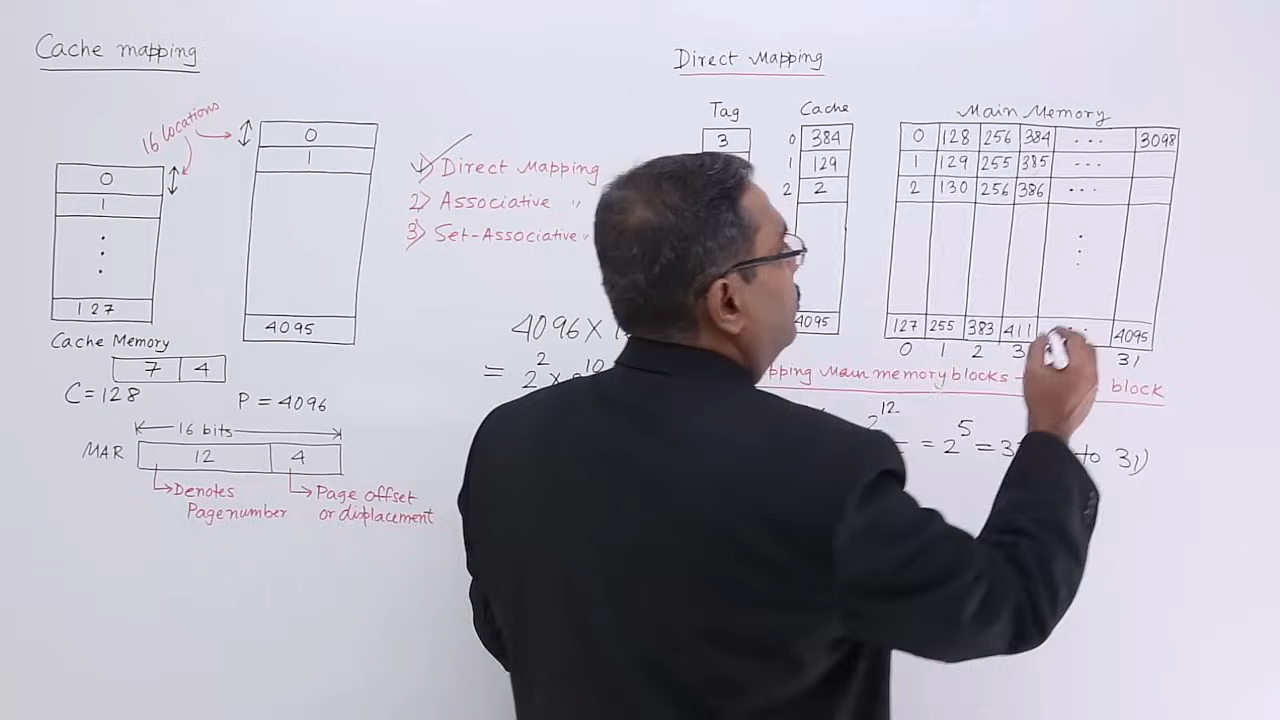 Cache mapping
16 locations
0
1
127
Cache Memory
7 4
C = 128
0
1
4095
P = 4096
16 bits
MAR 12 4
Denotes
Page number
Page offset
or displacement
1) Direct Mapping
2) Associative "
3) Set-Associative "
4096 X
= 2² x
Direct Mapping
Tag Cache Main Memory
3 0 384 0 128 256 384 ... 3098
1 129 1 129 255 385 ...
2 2 2 130 256 386 ...
4095 127 255 383 411 4095
0 1 2 3 31
Main memory blocks block
2¹² = 2⁵ = to 31)